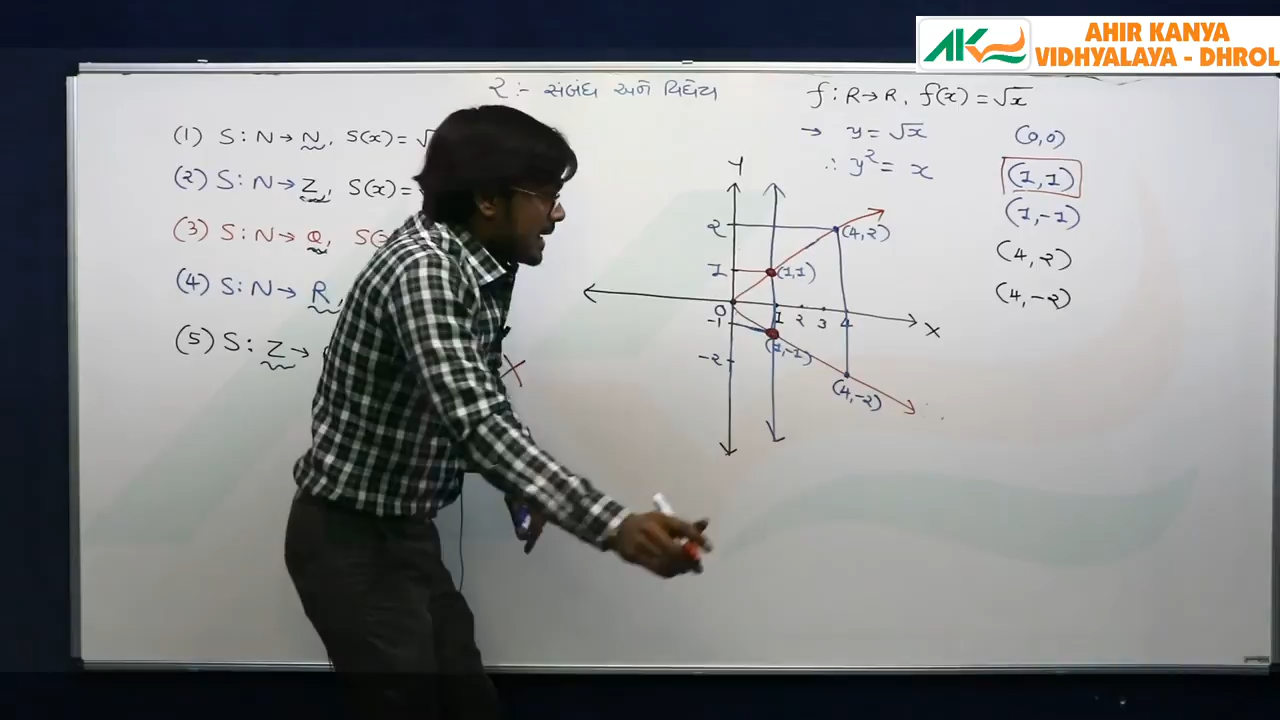 AK
AHIR KANYA
VIDHYALAYA - DHROL
૨ :- સંબંધ અને વિધેય
(1) S : N → N, S(x) = √
(2) S : N → Z, S(x) =
(3) S : N → Q, S(
(4) S : N → R,
(5) S : Z →
X
f : R → R, f(x) = √x
→ y = √x
∴ y² = x
(0,0)
(1,1)
(1,-1)
(4,2)
(4,-2)
Y
2
1
0
-1
-2
1 2 3 4
X
(4,2)
(1,1)
(1,-1)
(4,-2)